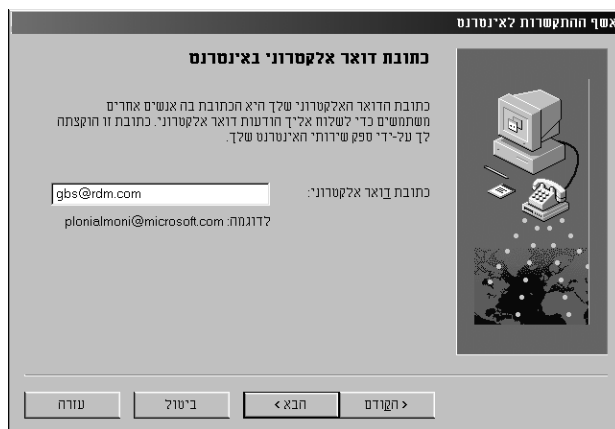 אשף ההתקשרות לאינטרנט
כתובת דואר אלקטרוני באינטרנט
כתובת הדואר האלקטרוני שלך היא הכתובת בה אנשים אחרים
משתמשים כדי לשלוח אליך הודעות דואר אלקטרוני. כתובת זו הוקצתה
לך על-ידי ספק שירותי האינטרנט שלך.
כתובת דואר אלקטרוני: gbs@rdm.com
לדוגמה: plonialmoni@microsoft.com
< הקודם הבא > ביטול עזרה